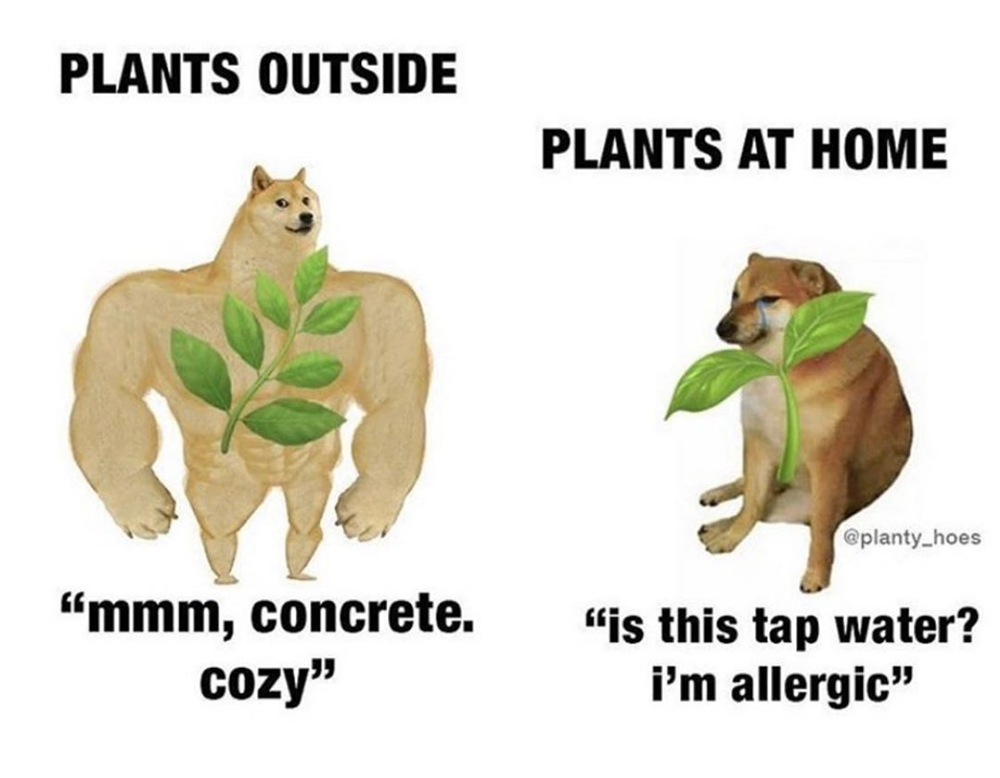 PLANTS OUTSIDE
PLANTS AT HOME
“mmm, concrete.
cozy”
@planty_hoes
“is this tap water?
i’m allergic”